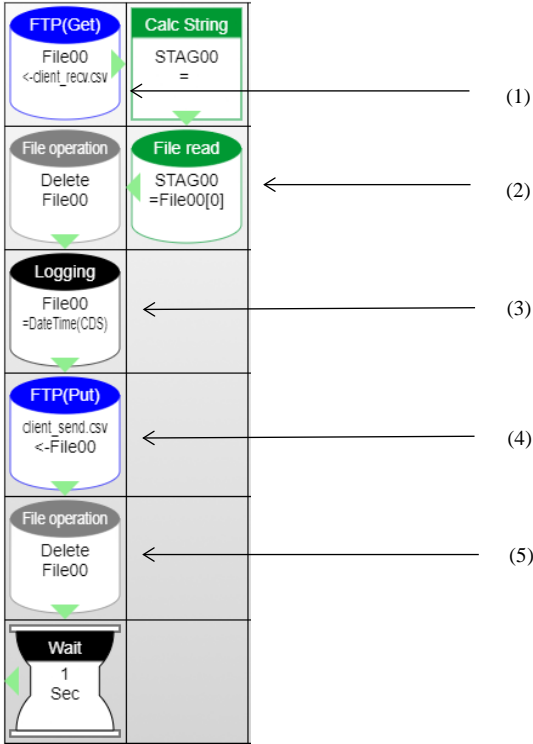 FTP(Get)
File00
<-client_recv.csv
Calc String
STAG00
=
(1)
File operation
Delete
File00
File read
STAG00
=File00[0]
(2)
Logging
File00
=DateTime(CDS)
(3)
FTP(Put)
client_send.csv
<-File00
(4)
File operation
Delete
File00
(5)
Wait
1
Sec